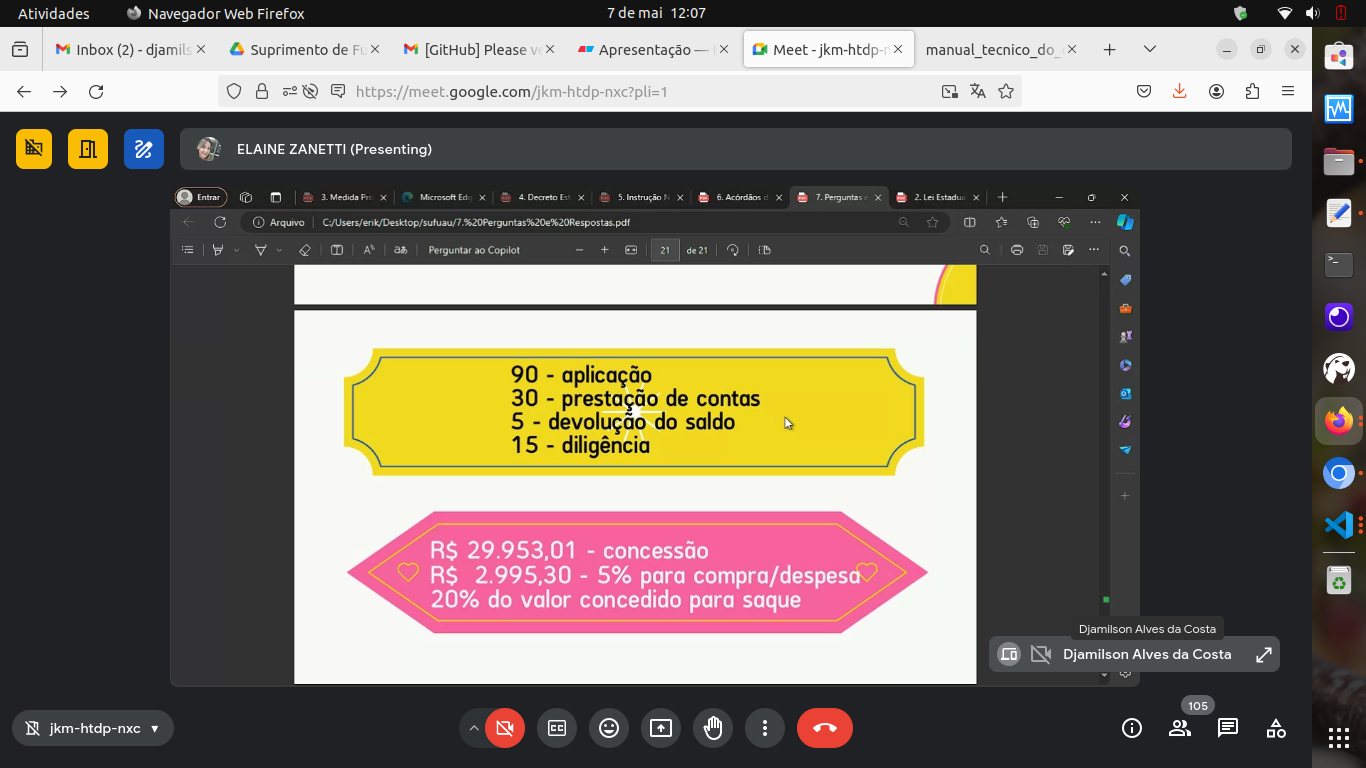 Atividades
Navegador Web Firefox
7 de mai 12:07
Inbox (2) - djamils
Suprimento de Fu
[GitHub] Please ve
Apresentação —
Meet - jkm-htdp-n
manual_tecnico_do_
https://meet.google.com/jkm-htdp-nxc?pli=1
ELAINE ZANETTI (Presenting)
Entrar
3. Medida Pro
Microsoft Edg
4. Decreto Est
5. Instrução N
6. Acórdãos d
7. Perguntas e
2. Lei Estadua
Arquivo
C:/Users/erik/Desktop/sufuau/7.%20Perguntas%20e%20Respostas.pdf
Perguntar ao Copilot
21
de 21
90 - aplicação
30 - prestação de contas
5 - devolução do saldo
15 - diligência
R$ 29.953,01 - concessão
R$ 2.995,30 - 5% para compra/despesa
20% do valor concedido para saque
Djamilson Alves da Costa
Djamilson Alves da Costa
105
jkm-htdp-nxc